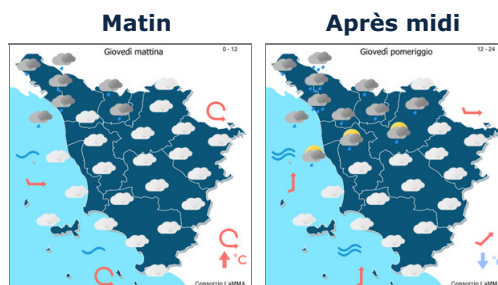 Matin
Après midi
Giovedì mattina
0 - 12
Giovedì pomeriggio
12 - 24
°C
°C
Consorzio LaMMA
Consorzio LaMMA